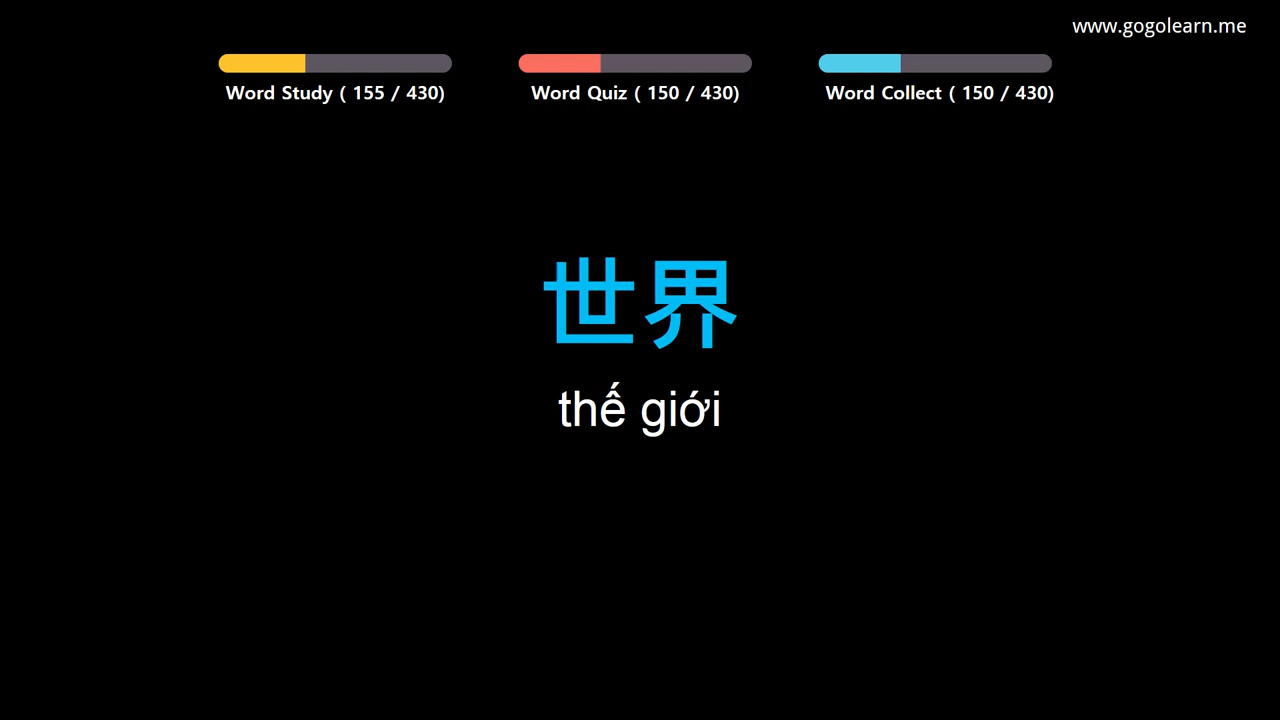 www.gogolearn.me
Word Study ( 155 / 430)
Word Quiz ( 150 / 430)
Word Collect ( 150 / 430)
世界
thế giới